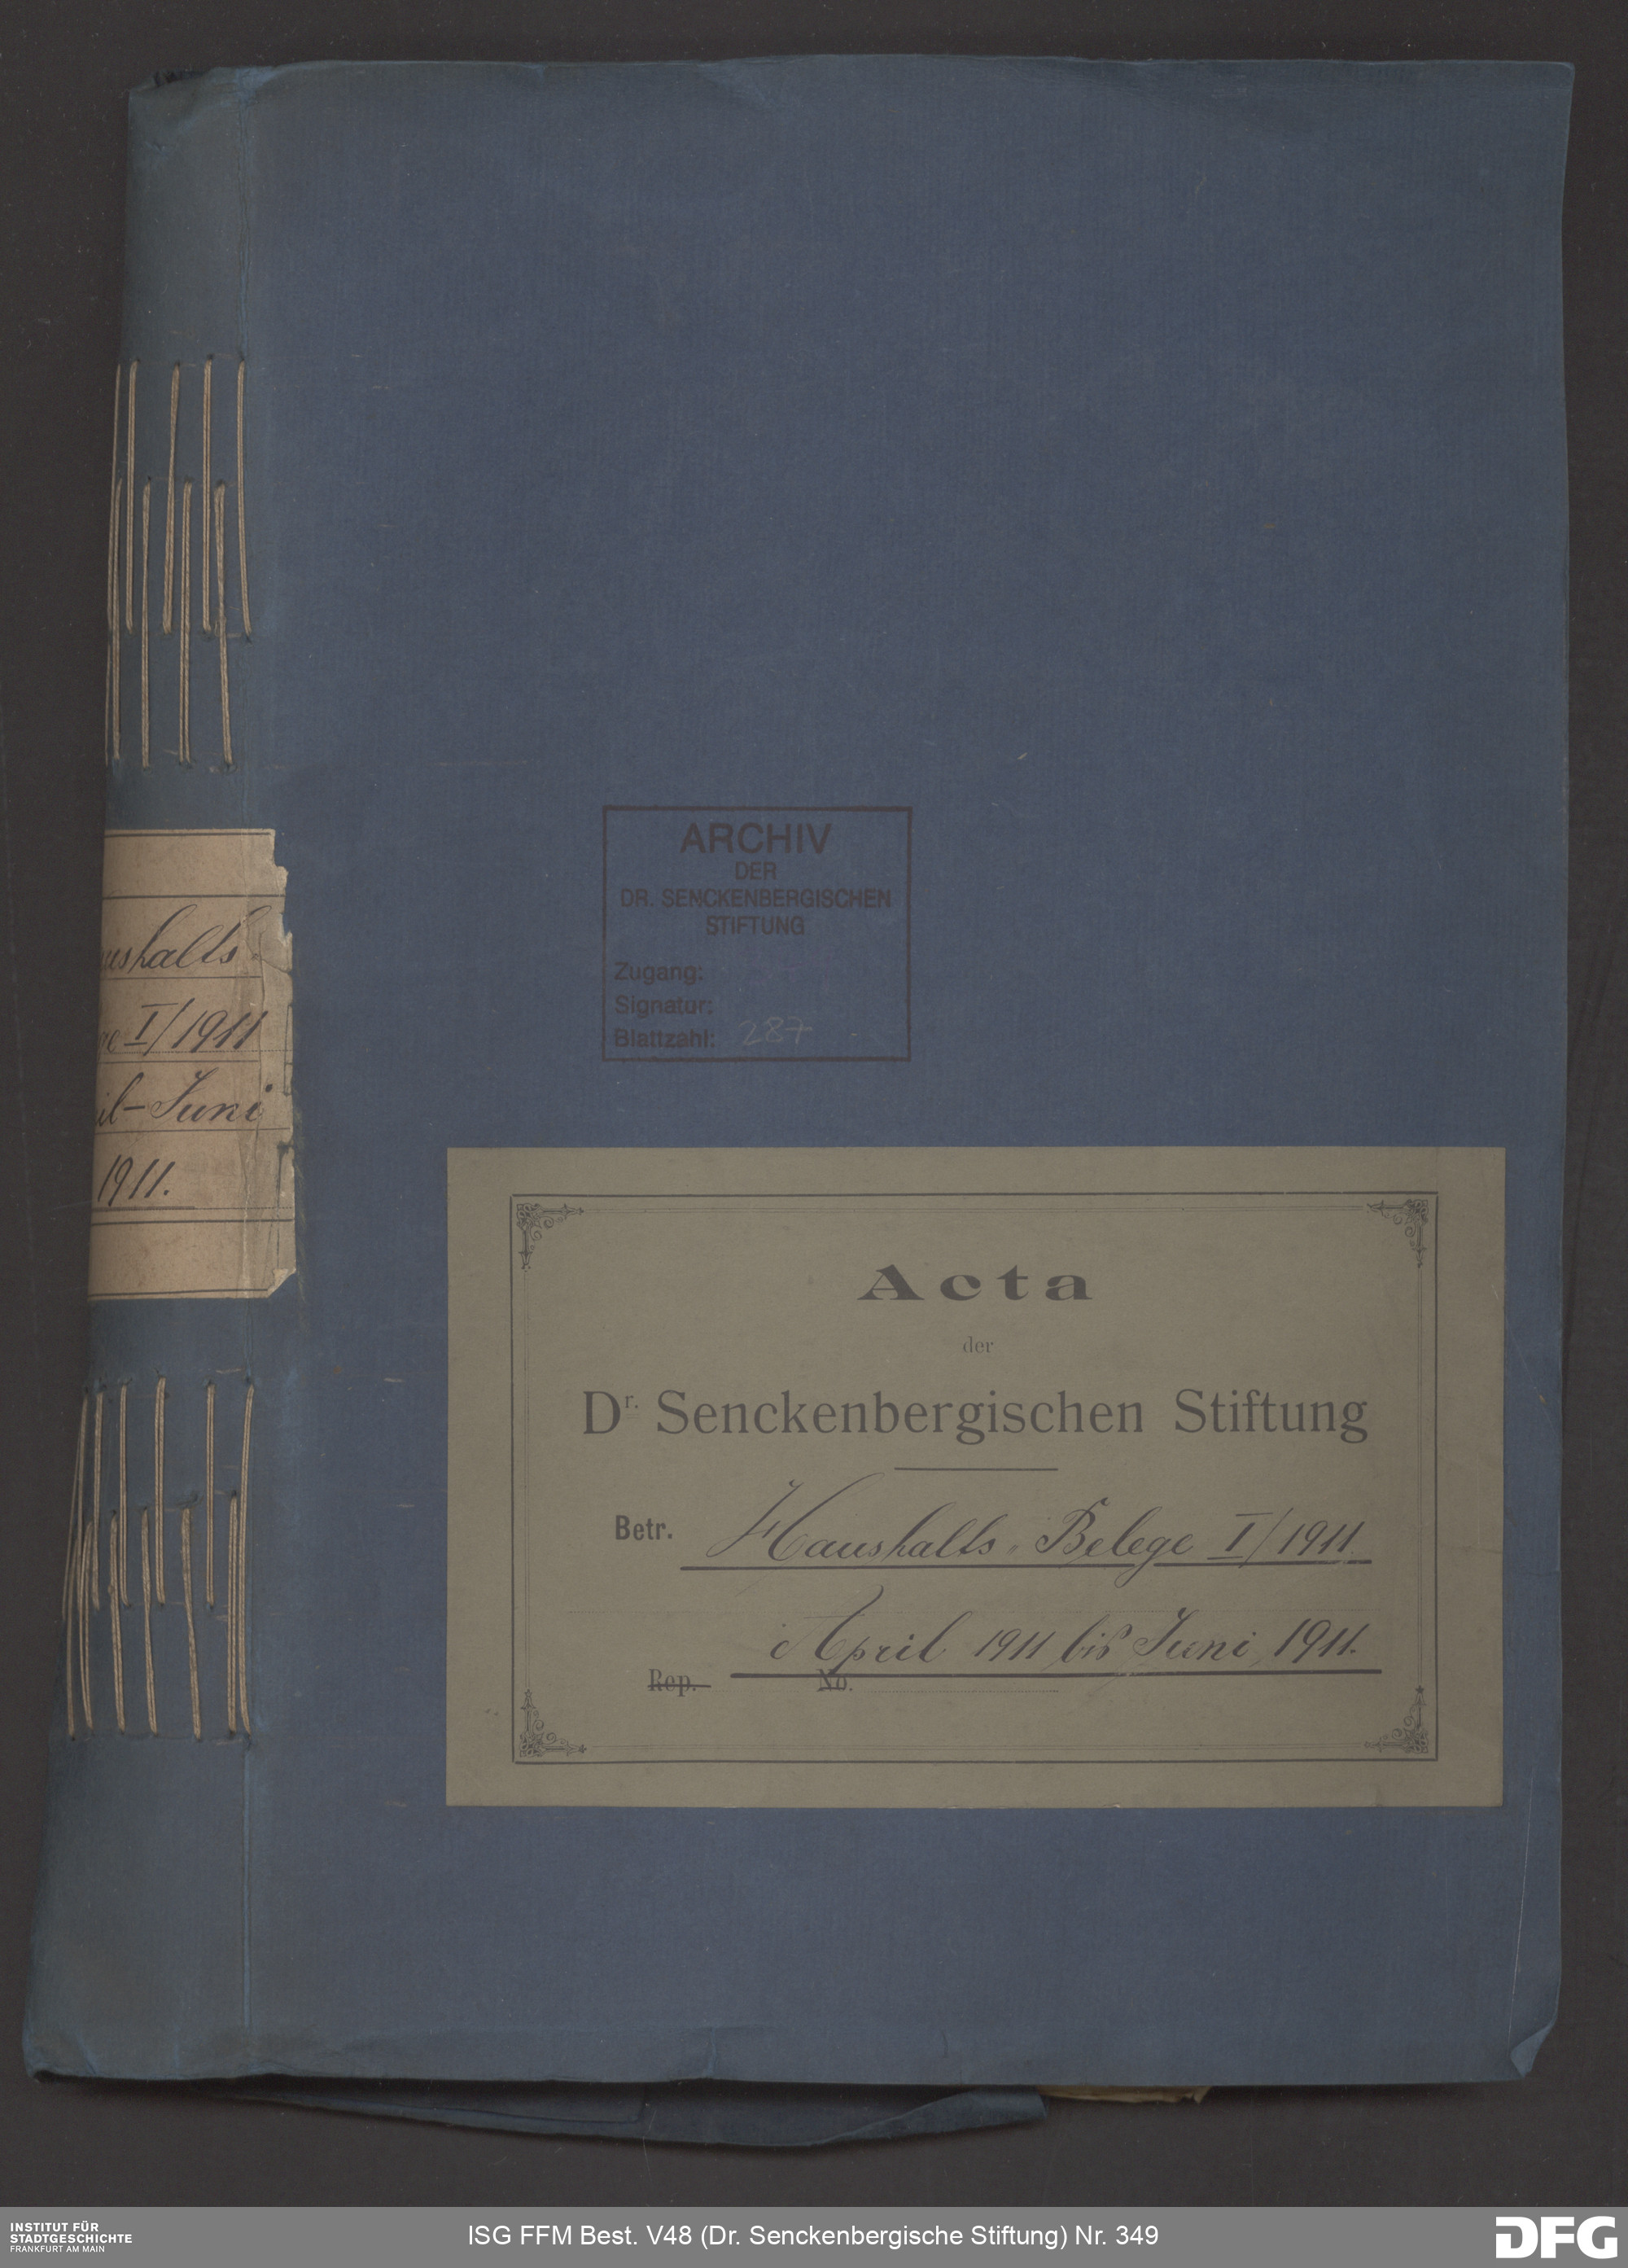 ushalts-
ge I/1911
il-Juni
1911.
ARCHIV
DER
DR. SENCKENBERGISCHEN
STIFTUNG
Zugang:
Signatur:
Blattzahl: 287
Acta
der
Dr. Senckenbergischen Stiftung
Betr. Haushalts-Belege I/1911
April 1911 bis Juni 1911.
Rep. No.
INSTITUT FÜR
STADTGESCHICHTE
FRANKFURT AM MAIN
ISG FFM Best. V48 (Dr. Senckenbergische Stiftung) Nr. 349
DFG